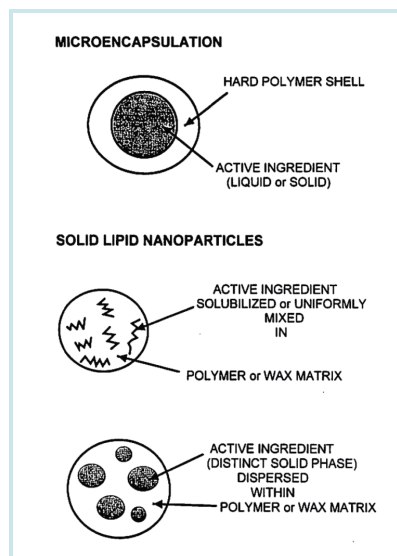 MICROENCAPSULATION
HARD POLYMER SHELL
ACTIVE INGREDIENT
(LIQUID or SOLID)
SOLID LIPID NANOPARTICLES
ACTIVE INGREDIENT
SOLUBILIZED or UNIFORMLY
MIXED
IN
POLYMER or WAX MATRIX
ACTIVE INGREDIENT
(DISTINCT SOLID PHASE)
DISPERSED
WITHIN
POLYMER or WAX MATRIX